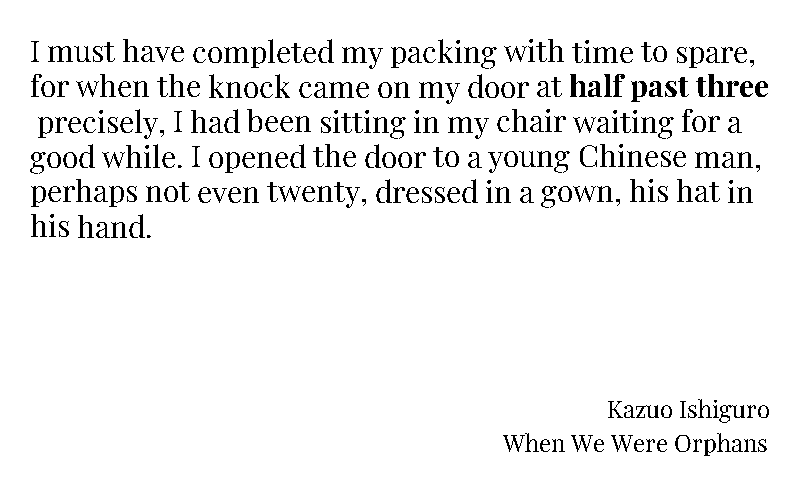 I must have completed my packing with time to spare,
for when the knock came on my door at half past three
precisely, I had been sitting in my chair waiting for a
good while. I opened the door to a young Chinese man,
perhaps not even twenty, dressed in a gown, his hat in
his hand.
Kazuo Ishiguro
When We Were Orphans